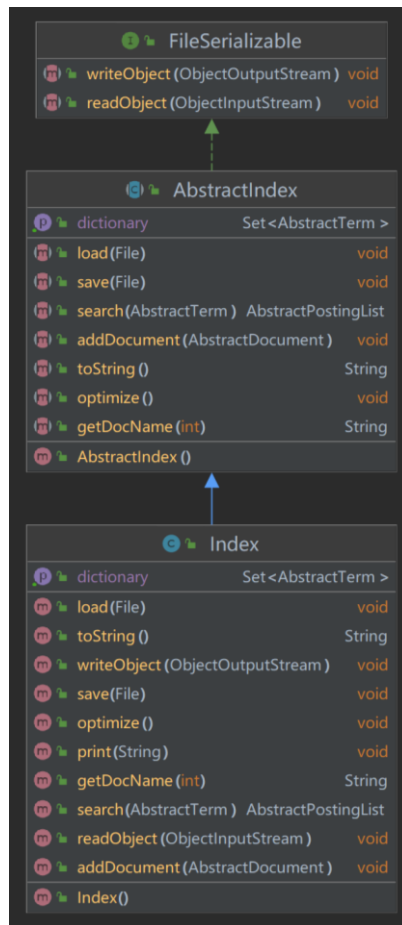 FileSerializable
writeObject(ObjectOutputStream) void
readObject(ObjectInputStream) void
AbstractIndex
dictionary Set<AbstractTerm>
load(File) void
save(File) void
search(AbstractTerm) AbstractPostingList
addDocument(AbstractDocument) void
toString() String
optimize() void
getDocName(int) String
AbstractIndex()
Index
dictionary Set<AbstractTerm>
load(File) void
toString() String
writeObject(ObjectOutputStream) void
save(File) void
optimize() void
print(String) void
getDocName(int) String
search(AbstractTerm) AbstractPostingList
readObject(ObjectInputStream) void
addDocument(AbstractDocument) void
Index()